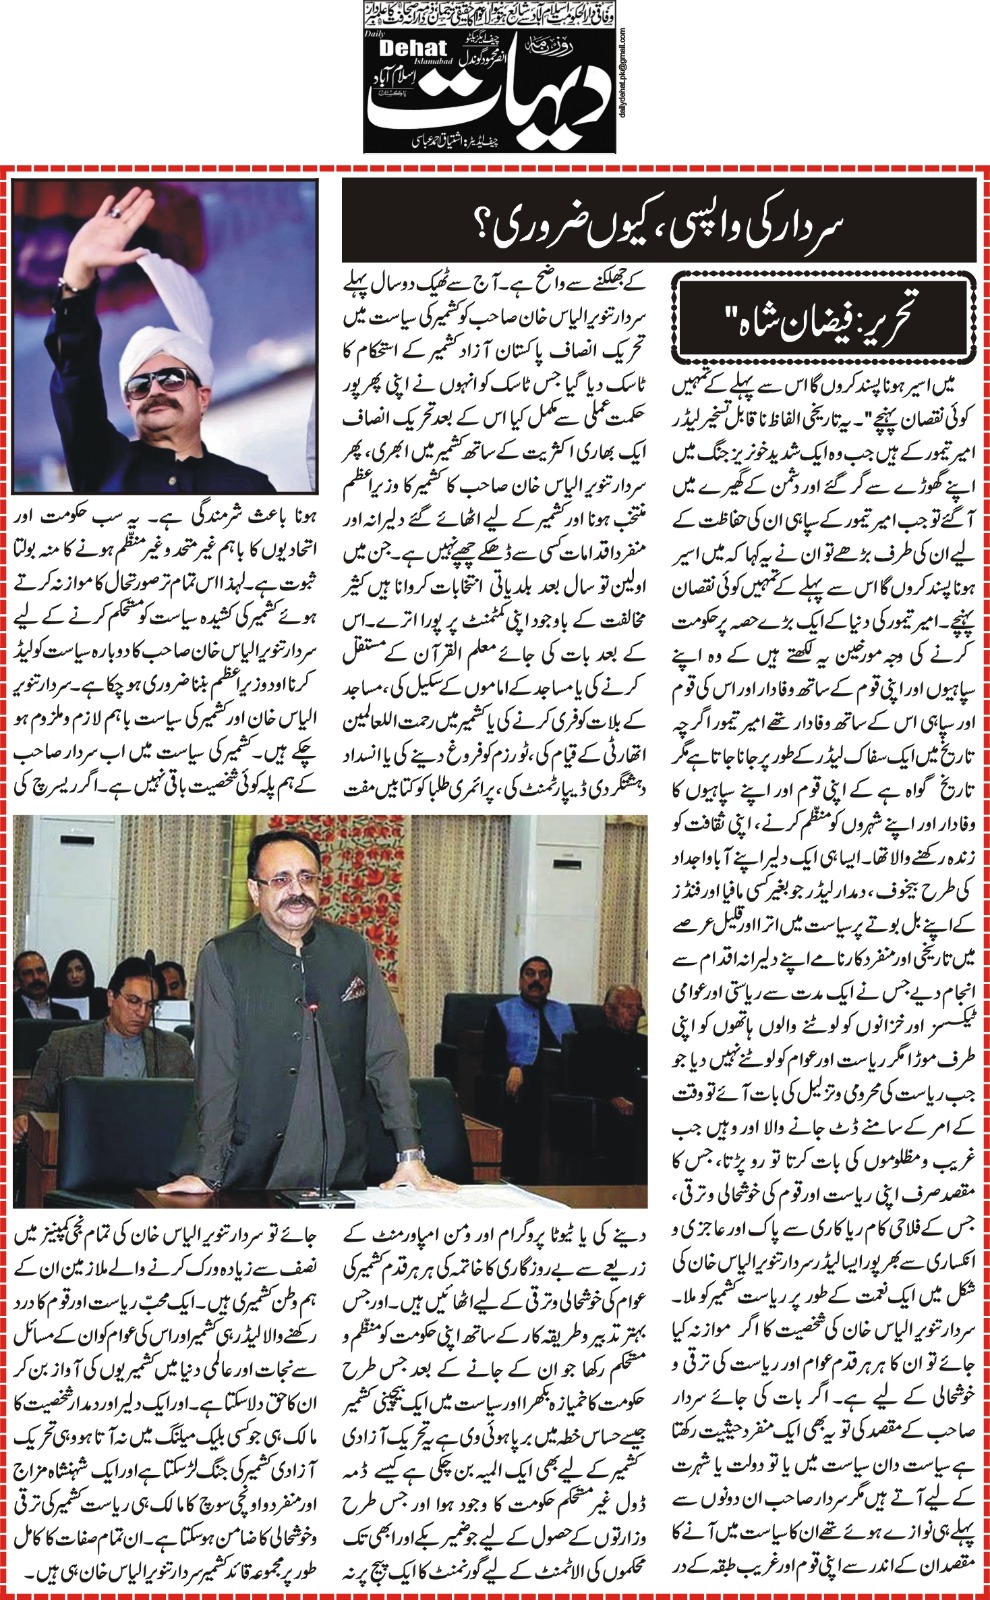 وفاقی دارالحکومت اسلام آباد سے شائع ہونیوالا عوام کا حقیقی ترجمان ذمہ دارانہ صحافت کا علمبردار
Daily
Dehat
Islamabad
چیف ایگزیکٹو
انصر محمود گوندل
روزنامہ
دیہات
اسلام آباد
پاکستان
چیف ایڈیٹر: اشتیاق احمد عباسی
dailydehat.pk@gmail.com
سردار کی واپسی، کیوں ضروری؟
تحریر: فیضان شاہ"
میں اسیر ہونا پسند کروں گا اس سے پہلے کے تمہیں
کوئی نقصان پہنچے"۔ یہ تاریخی الفاظ ناقابل تسخیر لیڈر
امیر تیمور کے ہیں جب وہ ایک شدید خونریز جنگ میں
اپنے گھوڑے سے گر گئے اور دشمن کے گھیرے میں
آ گئے تو جب امیر تیمور کے سپاہی ان کی حفاظت کے
لیے ان کی طرف بڑھے تو ان نے یہ کہا کہ میں اسیر
ہونا پسند کروں گا اس سے پہلے کے تمہیں کوئی نقصان
پہنچے۔ امیر تیمور کی دنیا کے ایک بڑے حصہ پر حکومت
کرنے کی وجہ مورخین یہ لکھتے ہیں کے وہ اپنے
سپاہیوں اور اپنی قوم کے ساتھ وفادار اور اس کی قوم
اور سپاہی اس کے ساتھ وفادار تھے امیر تیمور اگرچہ
تاریخ میں ایک سفاک لیڈر کے طور پر جانا جاتا ہے مگر
تاریخ گواہ ہے کے اپنی قوم اور اپنے سپاہیوں کا
وفادار اور اپنے شہروں کو منظّم کرنے، اپنی ثقافت کو
زندہ رکھنے والا تھا۔ ایسا ہی ایک دلیر اپنے آباواجداد
کی طرح بیخوف، دمدار لیڈر جو بغیر کسی مافیا اور فنڈز
کے اپنے بل بوتے پر سیاست میں اترا اور قلیل عرصے
میں تاریخی اور منفرد کارنامے اپنے دلیرانہ اقدام سے
انجام دیے جس نے ایک مدت سے ریاستی اور عوامی
ٹیکسسز اور خزانوں کو لوٹنے والوں ہاتھوں کو اپنی
طرف موڑا مگر ریاست اور عوام کو لوٹنے نہیں دیا جو
جب ریاست کی محرومی و تزلیل کی بات آئے تو وقت
کے امر کے سامنے ڈٹ جانے والا اور وہیں جب
غریب و مظلوموں کی بات کرتا تو رو پڑتا، جس کا
مقصد صرف اپنی ریاست اور قوم کی خوشحالی و ترقی،
جس کے فلاحی کام ریاکاری سے پاک اور عاجزی و
انکساری سے بھرپور ایسا لیڈر سردار تنویر الیاس خان کی
شکل میں ایک نعمت کے طور پر ریاست کشمیر کو ملا۔
سردار تنویر الیاس خان کی شخصیت کا اگر موازنہ کیا
جائے تو ان کا ہر ہر قدم عوام اور ریاست کی ترقی و
خوشحالی کے لیے ہے۔ اگر بات کی جائے سردار
صاحب کے مقصد کی تو یہ بھی ایک منفرد حیثیت رکھتا
ہے سیاست دان سیاست میں یا تو دولت یا شہرت
کے لیے آتے ہیں مگر سردار صاحب ان دونوں سے
پہلے ہی نوازے ہوئے تھے ان کا سیاست میں آنے کا
مقصد ان کے اندر سے اپنی قوم اور غریب طبقہ کے در
کے جھلکنے سے واضح ہے۔ آج سے ٹھیک دو سال پہلے
سردار تنویر الیاس خان صاحب کو کشمیر کی سیاست میں
تحریک انصاف پاکستان آزاد کشمیر کے استحکام کا
ٹاسک دیا گیا جس ٹاسک کو انہوں نے اپنی بھرپور
حکمت عملی سے مکمل کیا اس کے بعد تحریک انصاف
ایک بھاری اکثریت کے ساتھ کشمیر میں ابھری، پھر
سردار تنویر الیاس خان صاحب کا کشمیر کا وزیراعظم
منتخب ہونا اور کشمیر کے لیے اٹھائے گئے دلیرانہ اور
منفرد اقدامات کسی سے ڈھکے چھپے نہیں ہے۔ جن میں
اولین تو سال بعد بلدیاتی انتخابات کروانا ہیں کثیر
مخالفت کے باوجود اپنی کمٹمنٹ پر پورا اترے۔ اس
کے بعد بات کی جائے معلم القرآن کے مستقل
کرنے کی یا مساجد کے اماموں کے سکیل کی، مساجد
کے بلات کو فری کرنے کی یا کشمیر میں رحمت اللعالمین
اتھارٹی کے قیام کی، ٹورزم کو فروغ دینے کی یا انسداد
دہشتگردی ڈیپارٹمنٹ کی، پرائمری طلبا کو کتابیں مفت
دینے کی یا ٹیوٹا پروگرام اور ومن امپاورمنٹ کے
زریعے سے بے روزگاری کا خاتمہ کی ہر ہر قدم کشمیر کی
عوام کی خوشحالی و ترقی کے لیے اٹھائیں ہیں۔ اور جس
بہتر تدبیر و طریقہ کار کے ساتھ اپنی حکومت کو منظم و
مستحکم رکھا جو ان کے جانے کے بعد جس طرح
حکومت کا خمیازہ بکھرا اور سیاست میں ایک بیچینی کشمیر
جیسے حساس خطہ میں برپا ہوئی وی ہے یہ تحریک آزادی
کشمیر کے لیے بھی ایک المیہ بن چکی ہے کیسے ڈمہ
ڈول غیر مستحکم حکومت کا وجود ہوا اور جس طرح
وزارتوں کے حصول کے لیے جو ضمیر بکے اور ابھی تک
محکموں کی الاٹمنٹ کے لیے گورنمنٹ کا ایک پیج پر نہ
ہونا باعث شرمندگی ہے۔ یہ سب حکومت اور
اتحادیوں کا باہم غیر متحد و غیر منظّم ہونے کا منہ بولتا
ثبوت ہے۔ لہذا اس تمام تر صورتحال کا موازنہ کرتے
ہوئے کشمیر کی کشیدہ سیاست کو مستحکم کرنے کے لیے
سردار تنویر الیاس خان صاحب کا دوبارہ سیاست کو لیڈ
کرنا اور وزیراعظم بننا ضروری ہو چکا ہے۔ سردار تنویر
الیاس خان اور کشمیر کی سیاست باہم لازم و ملزوم ہو
چکے ہیں۔ کشمیر کی سیاست میں اب سردار صاحب
کے ہم پلہ کوئی شخصیت باقی نہیں ہے۔ اگر ریسرچ کی
جائے تو سردار تنویر الیاس خان کی تمام نجی کمپنیز میں
نصف سے زیادہ ورک کرنے والے ملازمین ان کے
ہم وطن کشمیری ہیں۔ ایک محبّ ریاست اور قوم کا درد
رکھنے والا لیڈر ہی کشمیر اور اس کی عوام کو ان کے مسائل
سے نجات اور عالمی دنیا میں کشمیریوں کی آواز بن کر
ان کا حق دلا سکتا ہے۔ اور ایک دلیر اور دمدار شخصیت کا
مالک ہی جو کسی بلیک میلنگ میں نہ آتا ہو وہی تحریک
آزادی کشمیر کی جنگ لڑ سکتا ہے اور ایک شہنشاہ مزاج
اور منفرد و اونچی سوچ کا مالک ہی ریاست کشمیر کی ترقی
و خوشحالی کا ضامن ہو سکتا ہے۔ ان تمام صفات کا کامل
طور پر مجموعہ قائد کشمیر سردار تنویر الیاس خان ہی ہیں۔